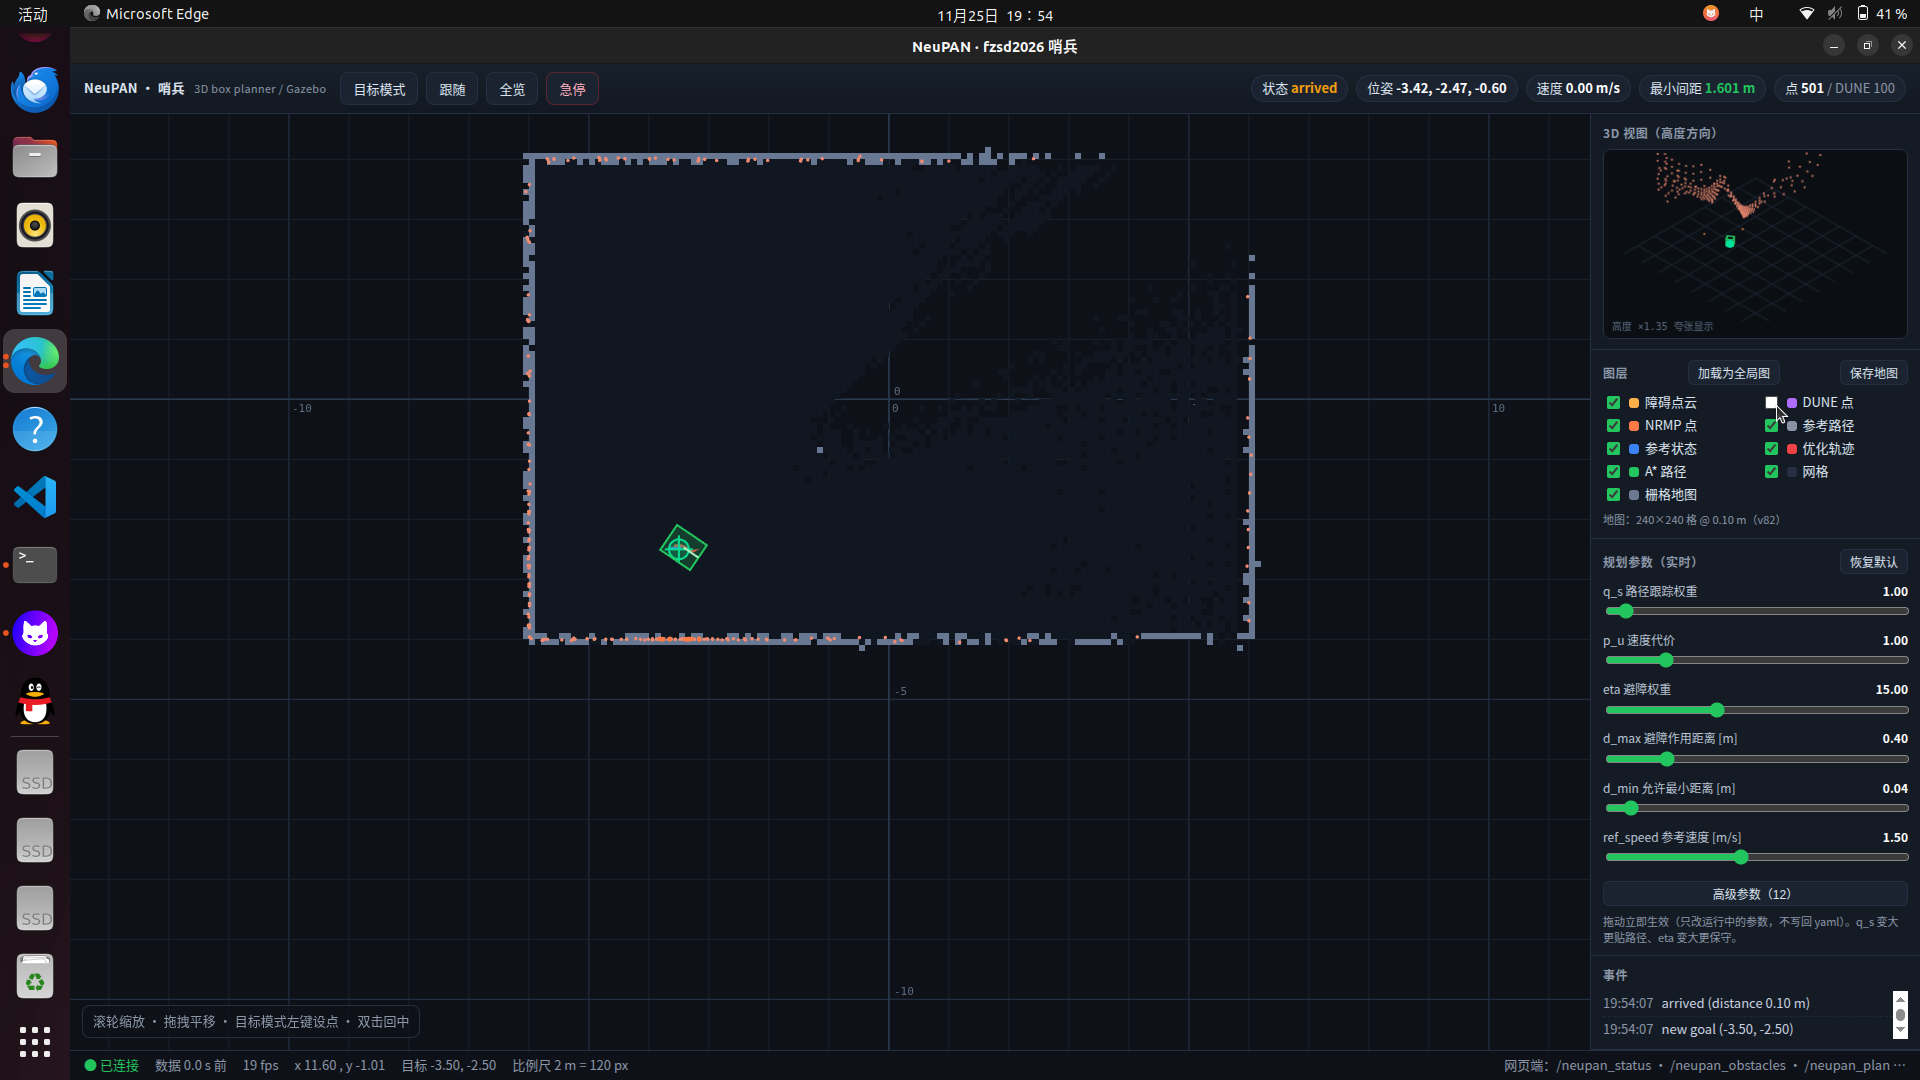 活动
Microsoft Edge
11月25日 19：54
中
41 %
NeuPAN · fzsd2026 哨兵
NeuPAN · 哨兵 3D box planner / Gazebo
目标模式
跟随
全览
急停
状态 arrived
位姿 -3.42, -2.47, -0.60
速度 0.00 m/s
最小间距 1.601 m
点 501 / DUNE 100
3D 视图（高度方向）
高度 ×1.35 夸张显示
图层
加载为全局图
保存地图
障碍点云
DUNE 点
NRMP 点
参考路径
参考状态
优化轨迹
A* 路径
网格
栅格地图
地图：240×240 格 @ 0.10 m（v82）
规划参数（实时）
恢复默认
q_s 路径跟踪权重 1.00
p_u 速度代价 1.00
eta 避障权重 15.00
d_max 避障作用距离 [m] 0.40
d_min 允许最小距离 [m] 0.04
ref_speed 参考速度 [m/s] 1.50
高级参数（12）
拖动立即生效（只改运行中的参数，不写回 yaml）。q_s 变大
更贴路径、eta 变大更保守。
事件
19:54:07 arrived (distance 0.10 m)
19:54:07 new goal (-3.50, -2.50)
-10
0
0
10
-5
-10
>_
SSD
SSD
SSD
滚轮缩放 · 拖拽平移 · 目标模式左键设点 · 双击回中
已连接
数据 0.0 s 前
19 fps
x 11.60 , y -1.01
目标 -3.50, -2.50
比例尺 2 m = 120 px
网页端：/neupan_status · /neupan_obstacles · /neupan_plan ···